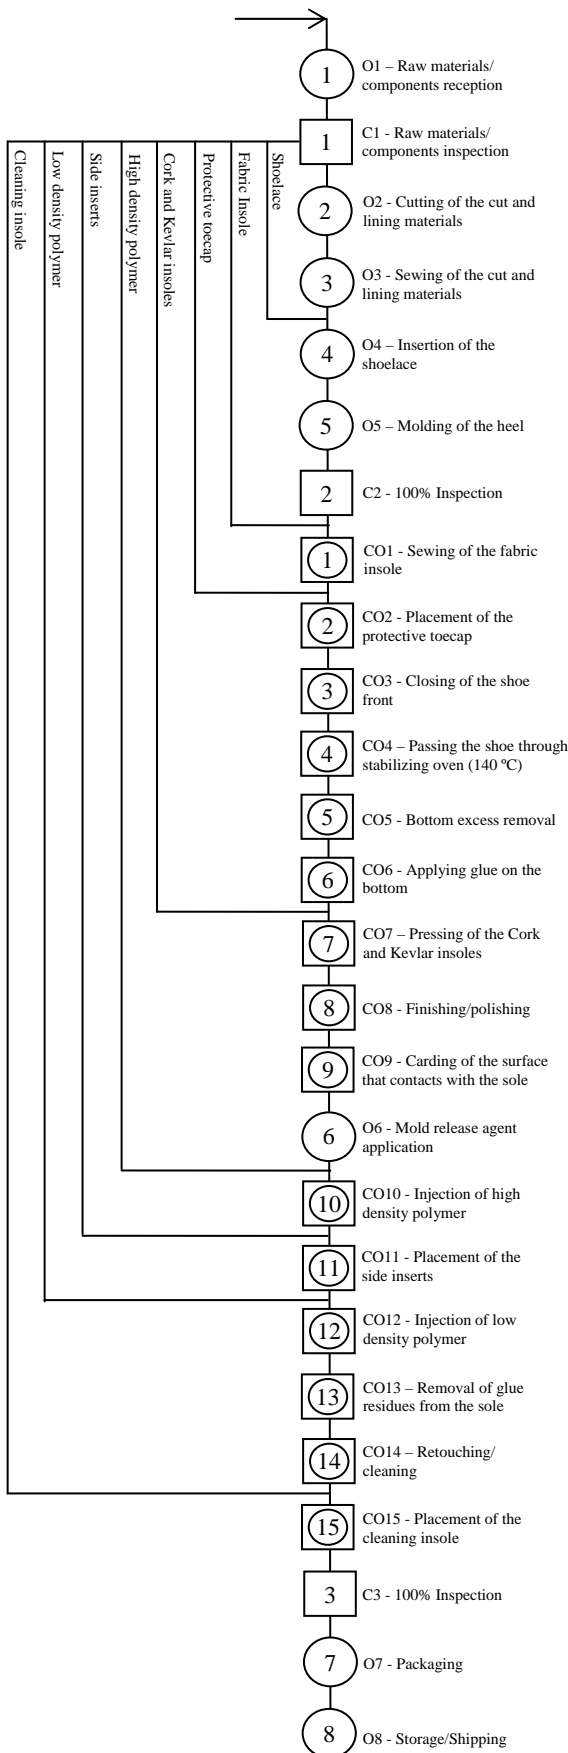 1
O1 – Raw materials/
components reception
1
C1 - Raw materials/
components inspection
Cleaning insole
Low density polymer
Side inserts
High density polymer
Cork and Kevlar insoles
Protective toecap
Fabric Insole
Shoelace
2
O2 - Cutting of the cut and
lining materials
3
O3 - Sewing of the cut and
lining materials
4
O4 – Insertion of the
shoelace
5
O5 – Molding of the heel
2
C2 - 100% Inspection
1
CO1 - Sewing of the fabric
insole
2
CO2 - Placement of the
protective toecap
3
CO3 - Closing of the shoe
front
4
CO4 – Passing the shoe through
stabilizing oven (140 ºC)
5
CO5 - Bottom excess removal
6
CO6 - Applying glue on the
bottom
7
CO7 – Pressing of the Cork
and Kevlar insoles
8
CO8 - Finishing/polishing
9
CO9 – Carding of the surface
that contacts with the sole
6
O6 - Mold release agent
application
10
CO10 - Injection of high
density polymer
11
CO11 – Placement of the
side inserts
12
CO12 - Injection of low
density polymer
13
CO13 – Removal of glue
residues from the sole
14
CO14 – Retouching/
cleaning
15
CO15 - Placement of the
cleaning insole
3
C3 - 100% Inspection
7
O7 - Packaging
8
O8 - Storage/Shipping